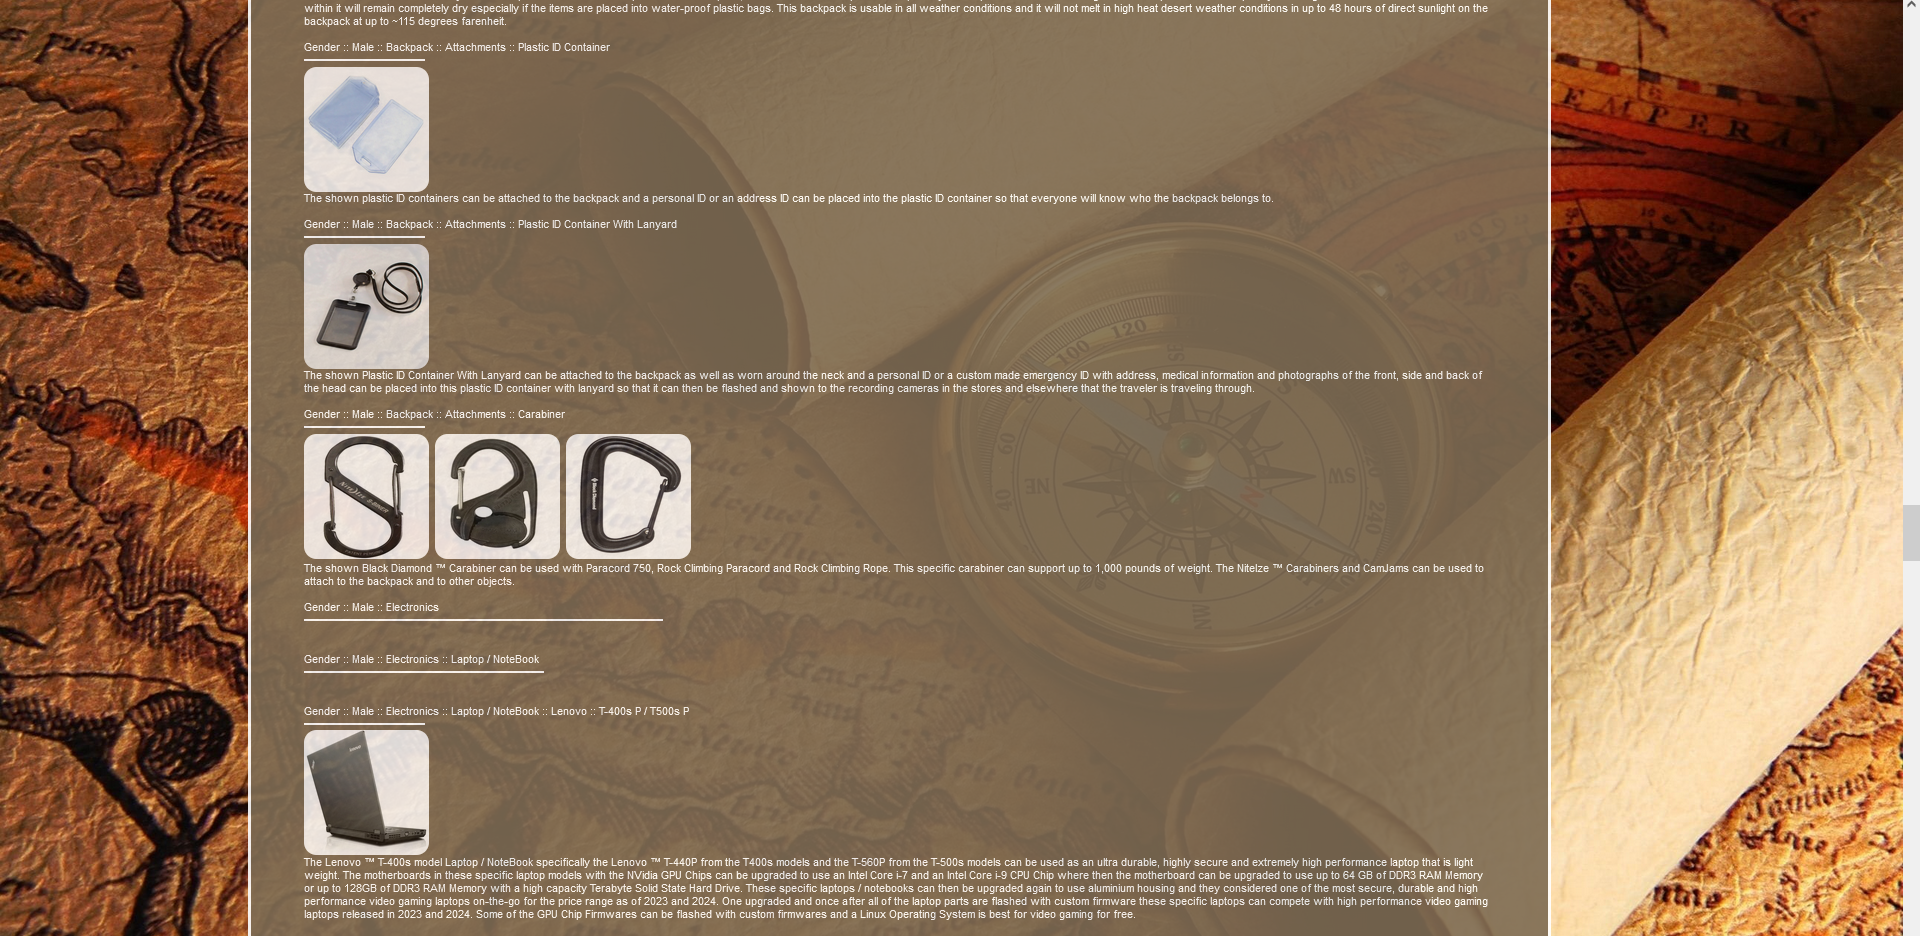 within it will remain completely dry especially if the items are placed into water-proof plastic bags. This backpack is usable in all weather conditions and it will not melt in high heat desert weather conditions in up to 48 hours of direct sunlight on the
backpack at up to ~115 degrees farenheit.
Gender :: Male :: Backpack :: Attachments :: Plastic ID Container
The shown plastic ID containers can be attached to the backpack and a personal ID or an address ID can be placed into the plastic ID container so that everyone will know who the backpack belongs to.
Gender :: Male :: Backpack :: Attachments :: Plastic ID Container With Lanyard
The shown Plastic ID Container With Lanyard can be attached to the backpack as well as worn around the neck and a personal ID or a custom made emergency ID with address, medical information and photographs of the front, side and back of
the head can be placed into this plastic ID container with lanyard so that it can then be flashed and shown to the recording cameras in the stores and elsewhere that the traveler is traveling through.
Gender :: Male :: Backpack :: Attachments :: Carabiner
The shown Black Diamond ™ Carabiner can be used with Paracord 750, Rock Climbing Paracord and Rock Climbing Rope. This specific carabiner can support up to 1,000 pounds of weight. The NiteIze ™ Carabiners and CamJams can be used to
attach to the backpack and to other objects.
Gender :: Male :: Electronics
Gender :: Male :: Electronics :: Laptop / NoteBook
Gender :: Male :: Electronics :: Laptop / NoteBook :: Lenovo :: T-400s P / T500s P
The Lenovo ™ T-400s model Laptop / NoteBook specifically the Lenovo ™ T-440P from the T400s models and the T-560P from the T-500s models can be used as an ultra durable, highly secure and extremely high performance laptop that is light
weight. The motherboards in these specific laptop models with the NVidia GPU Chips can be upgraded to use an Intel Core i-7 and an Intel Core i-9 CPU Chip where then the motherboard can be upgraded to use up to 64 GB of DDR3 RAM Memory
or up to 128GB of DDR3 RAM Memory with a high capacity Terabyte Solid State Hard Drive. These specific laptops / notebooks can then be upgraded again to use aluminium housing and they considered one of the most secure, durable and high
performance video gaming laptops on-the-go for the price range as of 2023 and 2024. One upgraded and once after all of the laptop parts are flashed with custom firmware these specific laptops can compete with high performance video gaming
laptops released in 2023 and 2024. Some of the GPU Chip Firmwares can be flashed with custom firmwares and a Linux Operating System is best for video gaming for free.
120
100
60
40
SE
NE
SW
NW
240
TEMPERA